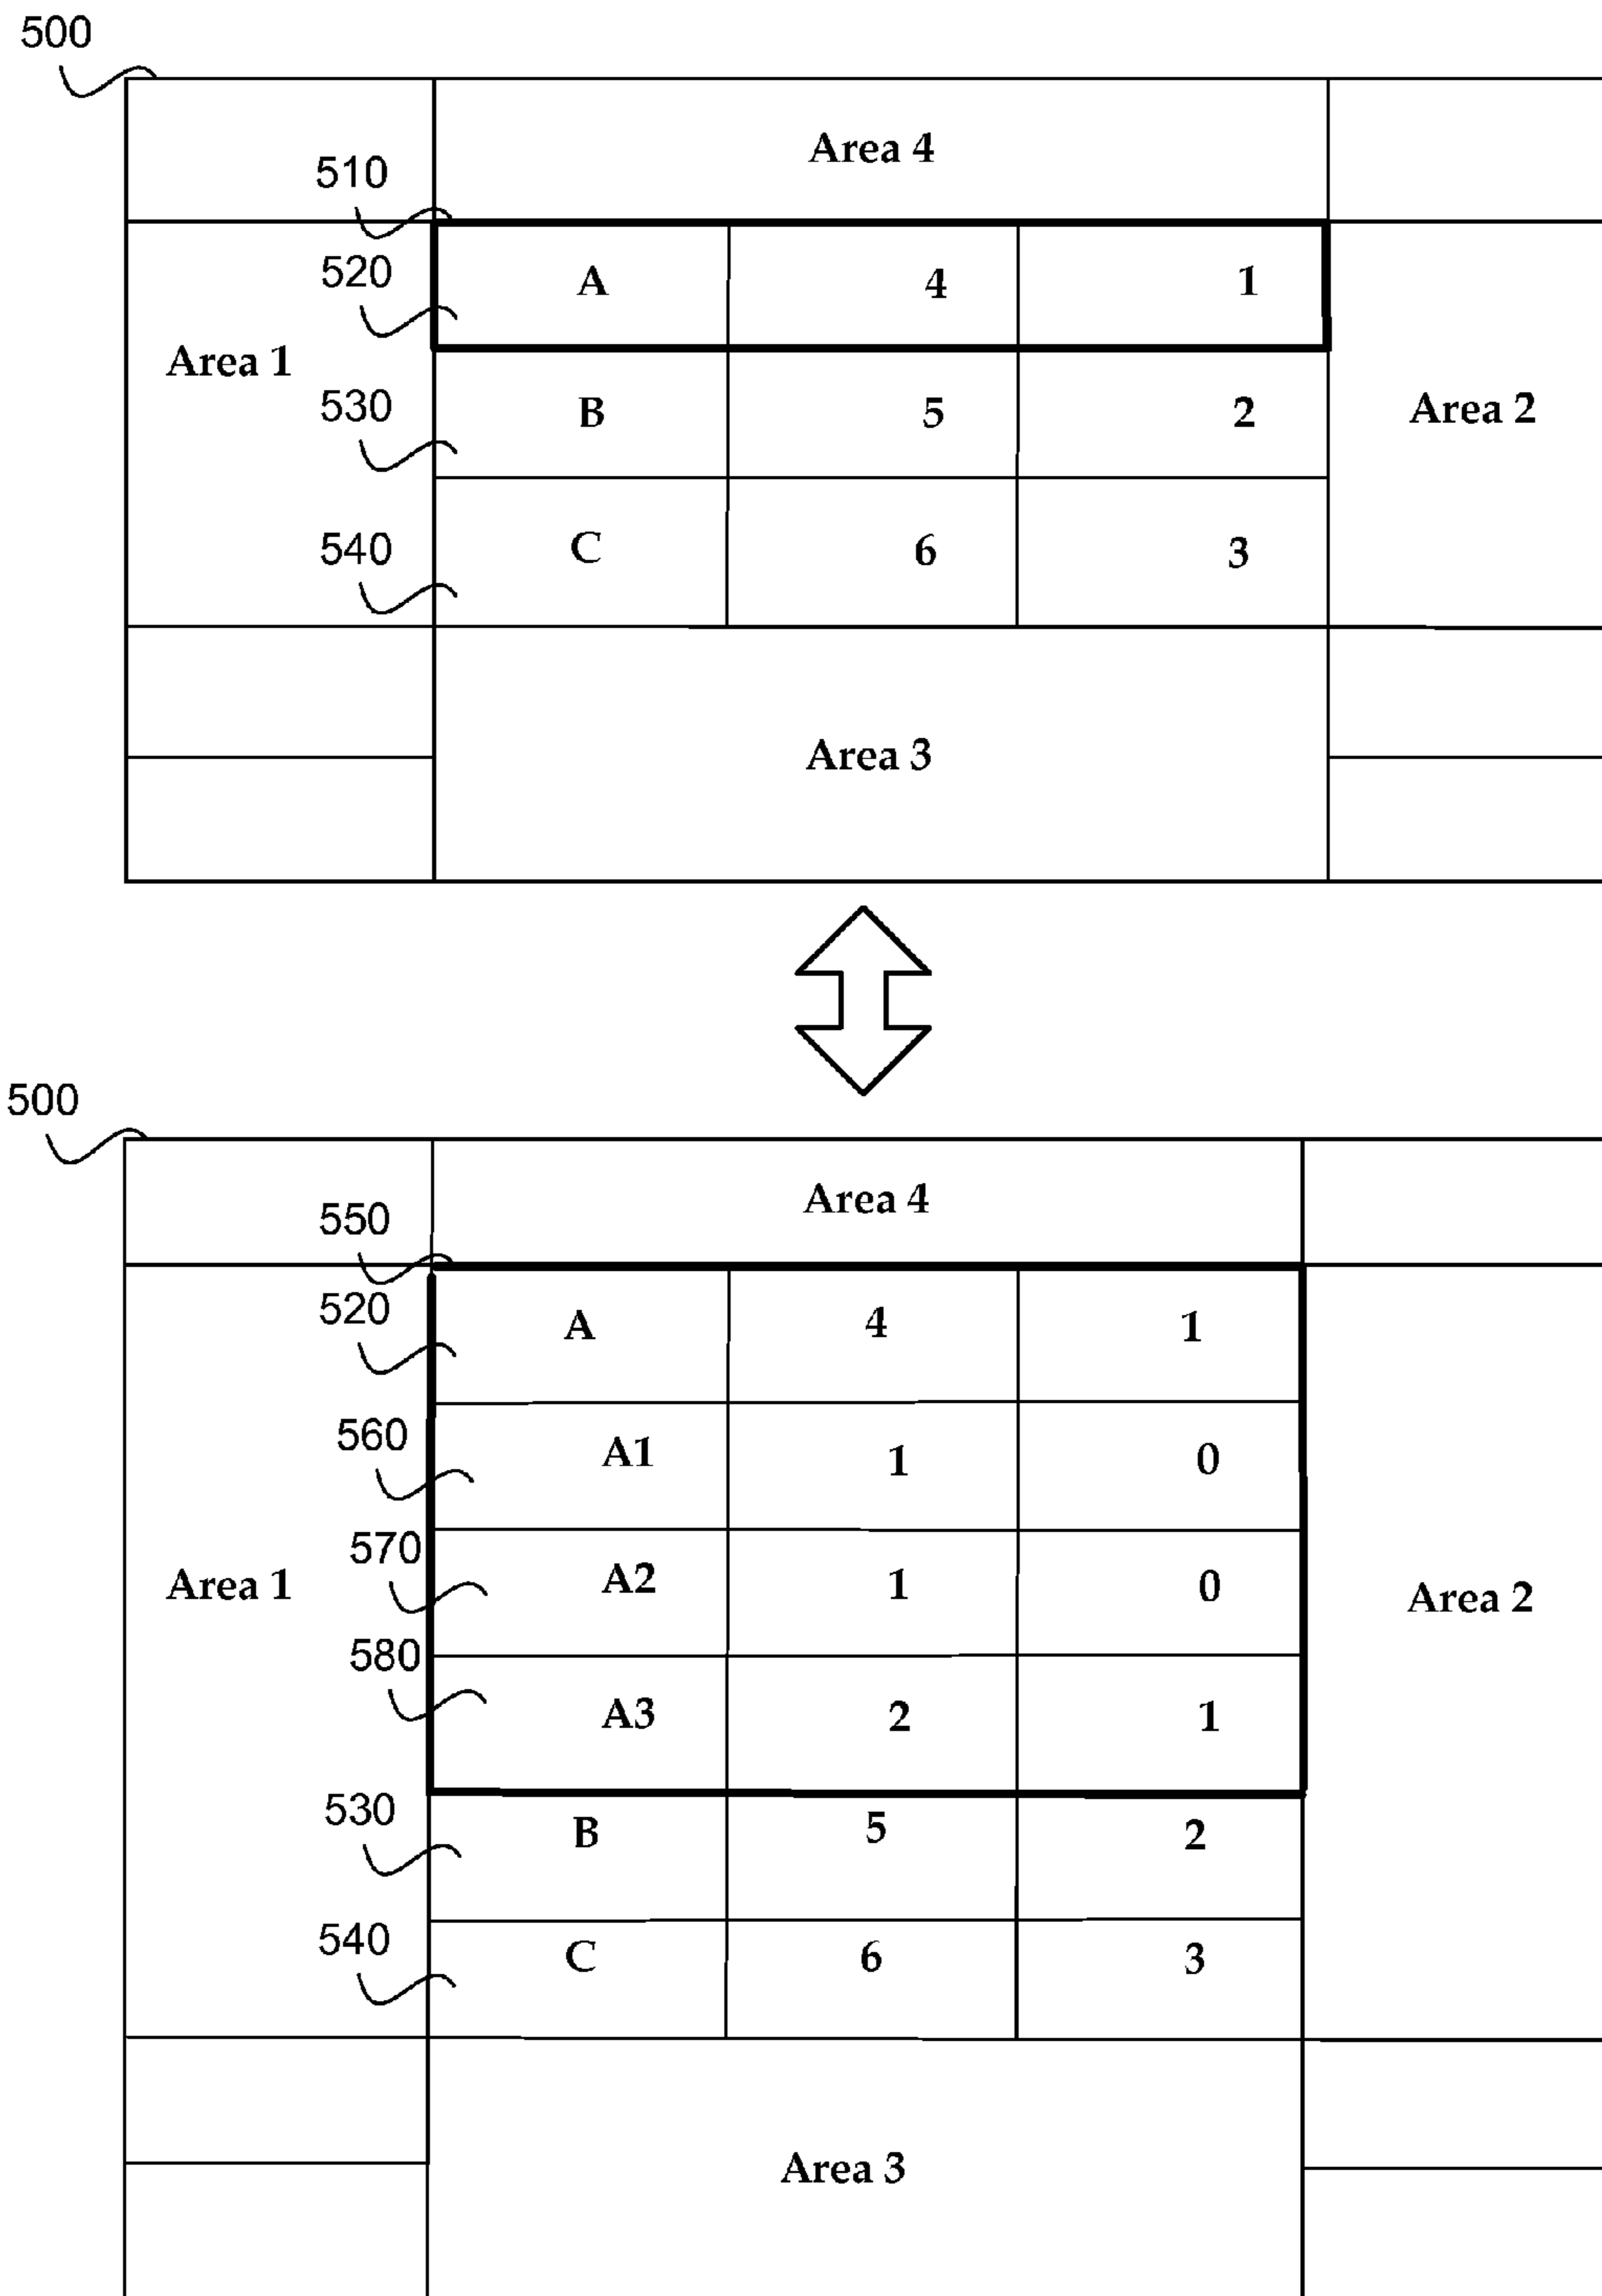 500
Area 4
510
520 A 4 1
Area 1
530 B 5 2 Area 2
540 C 6 3
Area 3
500
Area 4
550
520 A 4 1
560 A1 1 0
570 A2 1 0
Area 1 Area 2
580 A3 2 1
530 B 5 2
540 C 6 3
Area 3